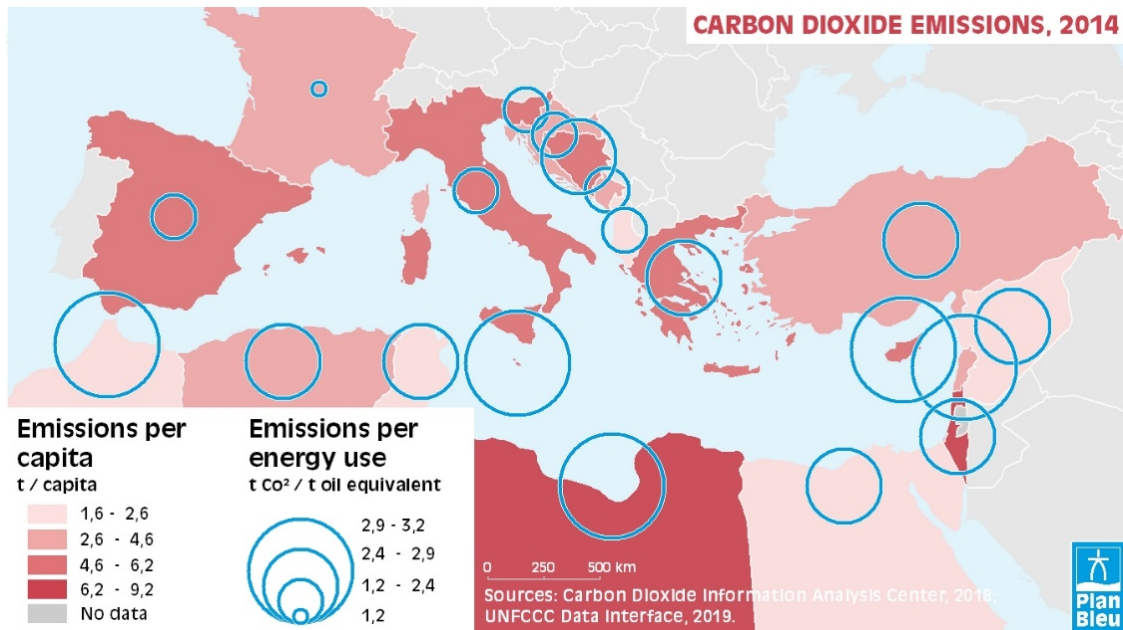 CARBON DIOXIDE EMISSIONS, 2014
Emissions per
capita
t / capita
1,6 - 2,6
2,6 - 4,6
4,6 - 6,2
6,2 - 9,2
No data
Emissions per
energy use
t Co² / t oil equivalent
2,9 - 3,2
2,4 - 2,9
1,2 - 2,4
1,2
0 250 500 km
Sources: Carbon Dioxide Information Analysis Center, 2018;
UNFCCC Data Interface, 2019.
Plan
Bleu